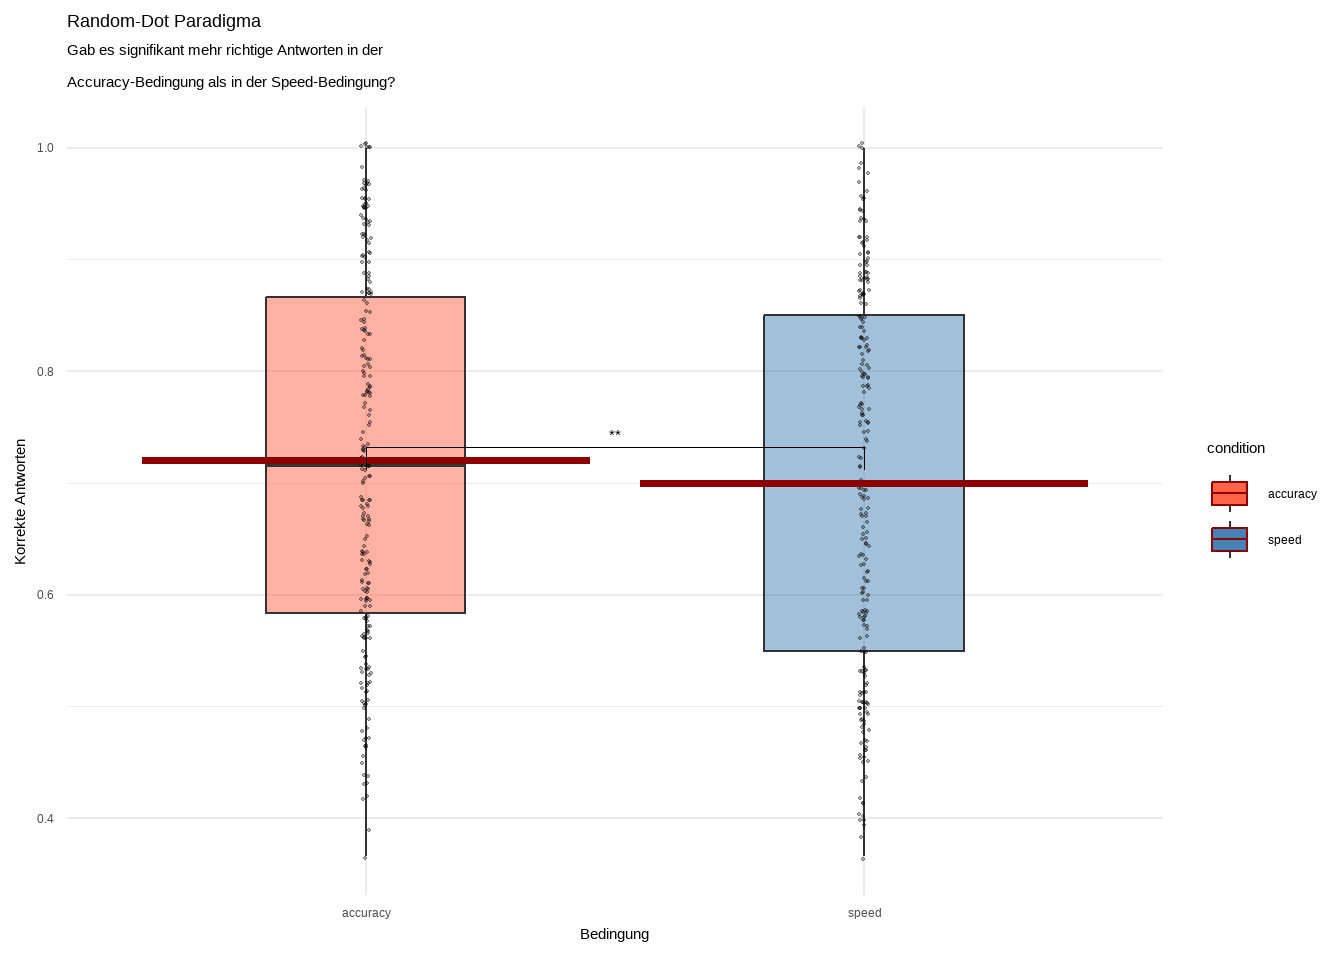 Random-Dot Paradigma
Gab es signifikant mehr richtige Antworten in der
Accuracy-Bedingung als in der Speed-Bedingung?
1.0
0.8
0.6
0.4
Korrekte Antworten
**
accuracy
speed
Bedingung
condition
accuracy
speed